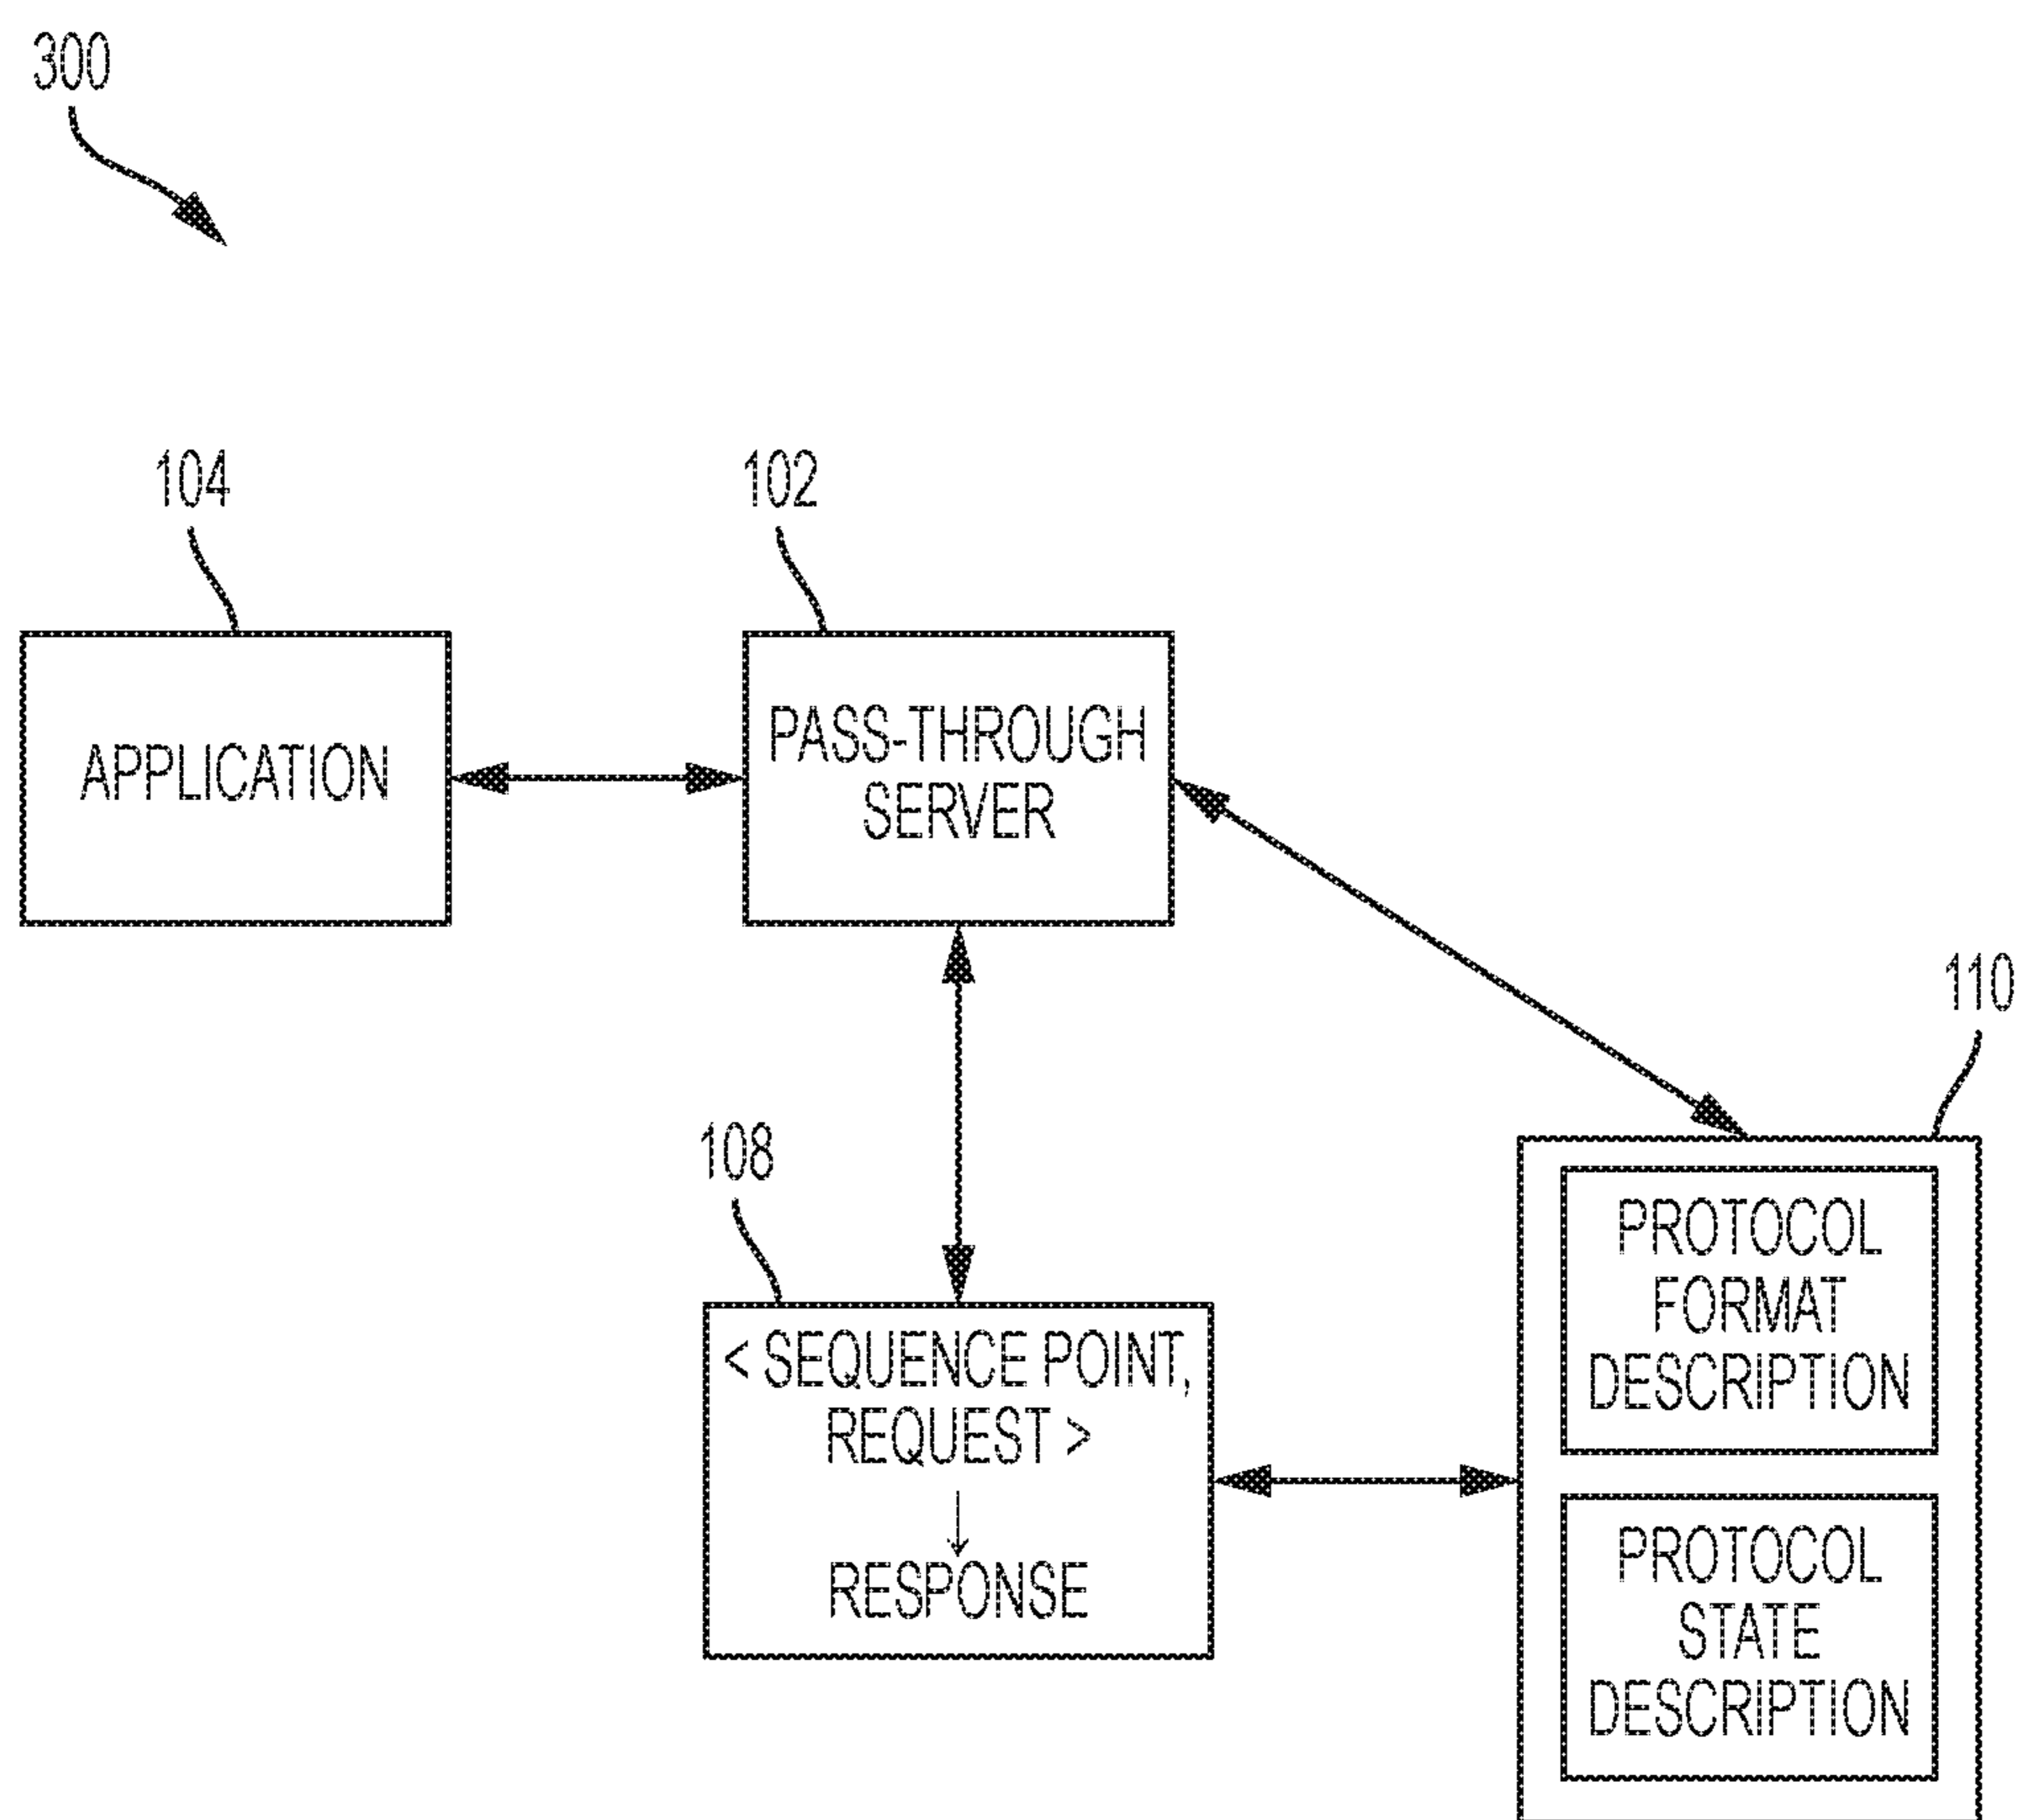 300
104
102
APPLICATION
PASS-THROUGH
SERVER
110
108
< SEQUENCE POINT,
REQUEST >
↓
RESPONSE
PROTOCOL
FORMAT
DESCRIPTION
PROTOCOL
STATE
DESCRIPTION